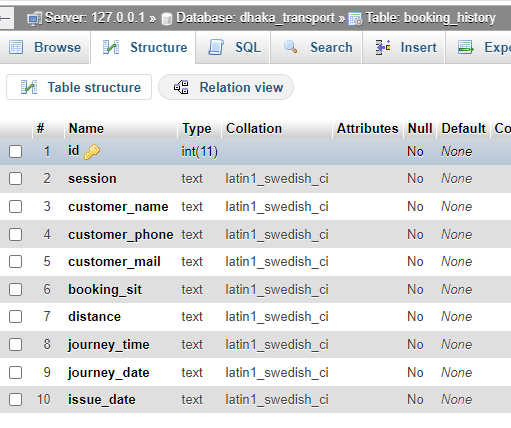 Server: 127.0.0.1 » Database: dhaka_transport » Table: booking_history
Browse Structure SQL Search Insert
Table structure Relation view
# Name Type Collation Attributes Null Default
1 id int(11) No None
2 session text latin1_swedish_ci No None
3 customer_name text latin1_swedish_ci No None
4 customer_phone text latin1_swedish_ci No None
5 customer_mail text latin1_swedish_ci No None
6 booking_sit text latin1_swedish_ci No None
7 distance text latin1_swedish_ci No None
8 journey_time text latin1_swedish_ci No None
9 journey_date text latin1_swedish_ci No None
10 issue_date text latin1_swedish_ci No None